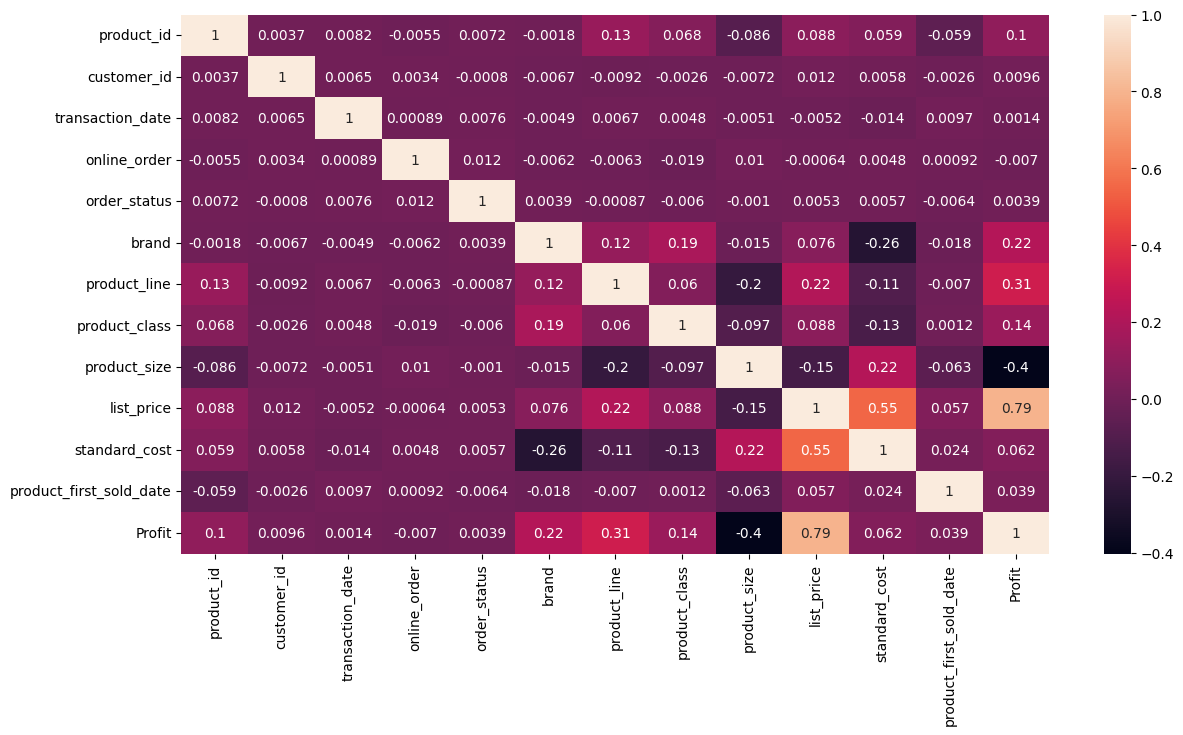 product_id 1 0.0037 0.0082 -0.0055 0.0072 -0.0018 0.13 0.068 -0.086 0.088 0.059 -0.059 0.1
customer_id 0.0037 1 0.0065 0.0034 -0.0008 -0.0067 -0.0092 -0.0026 -0.0072 0.012 0.0058 -0.0026 0.0096
transaction_date 0.0082 0.0065 1 0.00089 0.0076 -0.0049 0.0067 0.0048 -0.0051 -0.0052 -0.014 0.0097 0.0014
online_order -0.0055 0.0034 0.00089 1 0.012 -0.0062 -0.0063 -0.019 0.01 -0.00064 0.0048 0.00092 -0.007
order_status 0.0072 -0.0008 0.0076 0.012 1 0.0039 -0.00087 -0.006 -0.001 0.0053 0.0057 -0.0064 0.0039
brand -0.0018 -0.0067 -0.0049 -0.0062 0.0039 1 0.12 0.19 -0.015 0.076 -0.26 -0.018 0.22
product_line 0.13 -0.0092 0.0067 -0.0063 -0.00087 0.12 1 0.06 -0.2 0.22 -0.11 -0.007 0.31
product_class 0.068 -0.0026 0.0048 -0.019 -0.006 0.19 0.06 1 -0.097 0.088 -0.13 0.0012 0.14
product_size -0.086 -0.0072 -0.0051 0.01 -0.001 -0.015 -0.2 -0.097 1 -0.15 0.22 -0.063 -0.4
list_price 0.088 0.012 -0.0052 -0.00064 0.0053 0.076 0.22 0.088 -0.15 1 0.55 0.057 0.79
standard_cost 0.059 0.0058 -0.014 0.0048 0.0057 -0.26 -0.11 -0.13 0.22 0.55 1 0.024 0.062
product_first_sold_date -0.059 -0.0026 0.0097 0.00092 -0.0064 -0.018 -0.007 0.0012 -0.063 0.057 0.024 1 0.039
Profit 0.1 0.0096 0.0014 -0.007 0.0039 0.22 0.31 0.14 -0.4 0.79 0.062 0.039 1
product_id
customer_id
transaction_date
online_order
order_status
brand
product_line
product_class
product_size
list_price
standard_cost
product_first_sold_date
Profit
1.0
0.8
0.6
0.4
0.2
0.0
−0.2
−0.4